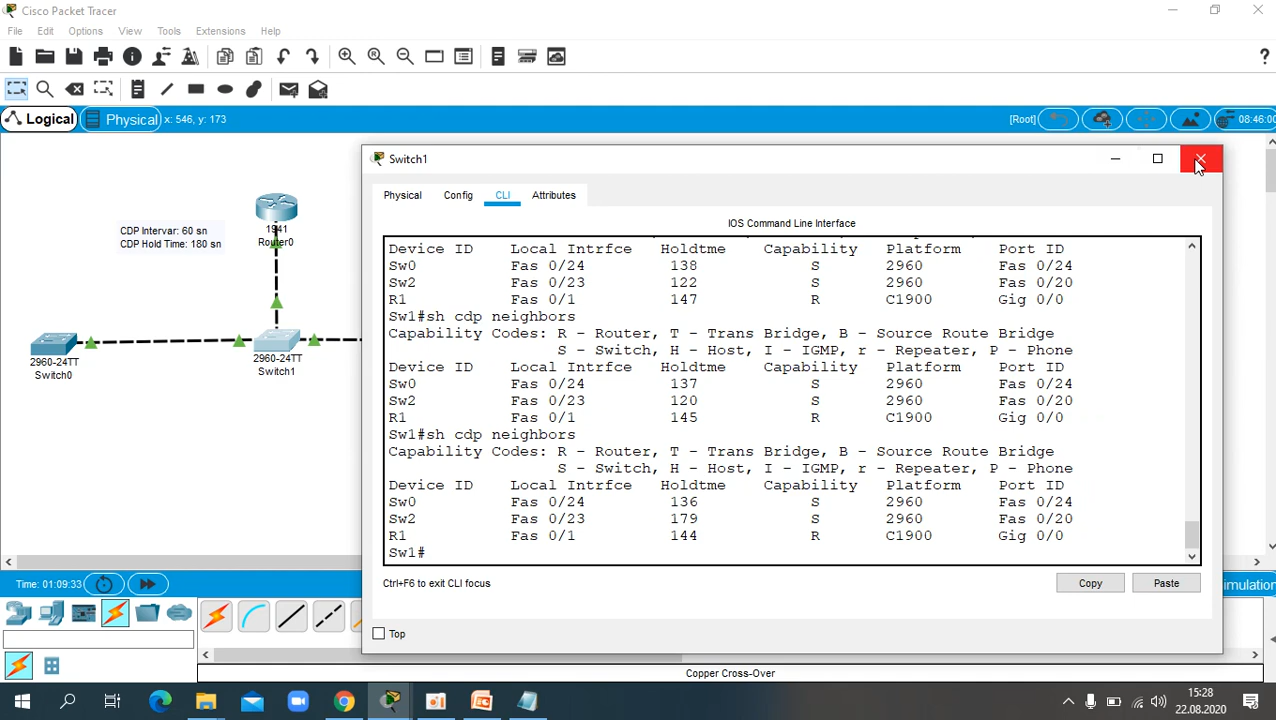 Cisco Packet Tracer
File Edit Options View Tools Extensions Help
Logical Physical x: 546, y: 173 [Root] 08:46:00
CDP Intervar: 60 sn
CDP Hold Time: 180 sn
1941
Router0
2960-24TT
Switch0
2960-24TT
Switch1
Switch1
Physical Config CLI Attributes
IOS Command Line Interface
Device ID Local Intrfce Holdtme Capability Platform Port ID
Sw0 Fas 0/24 138 S 2960 Fas 0/24
Sw2 Fas 0/23 122 S 2960 Fas 0/20
R1 Fas 0/1 147 R C1900 Gig 0/0
Sw1#sh cdp neighbors
Capability Codes: R - Router, T - Trans Bridge, B - Source Route Bridge
S - Switch, H - Host, I - IGMP, r - Repeater, P - Phone
Device ID Local Intrfce Holdtme Capability Platform Port ID
Sw0 Fas 0/24 137 S 2960 Fas 0/24
Sw2 Fas 0/23 120 S 2960 Fas 0/20
R1 Fas 0/1 145 R C1900 Gig 0/0
Sw1#sh cdp neighbors
Capability Codes: R - Router, T - Trans Bridge, B - Source Route Bridge
S - Switch, H - Host, I - IGMP, r - Repeater, P - Phone
Device ID Local Intrfce Holdtme Capability Platform Port ID
Sw0 Fas 0/24 136 S 2960 Fas 0/24
Sw2 Fas 0/23 179 S 2960 Fas 0/20
R1 Fas 0/1 144 R C1900 Gig 0/0
Sw1#
Ctrl+F6 to exit CLI focus
Copy Paste
Top
Time: 01:09:33
imulation
Copper Cross-Over
15:28
22.08.2020